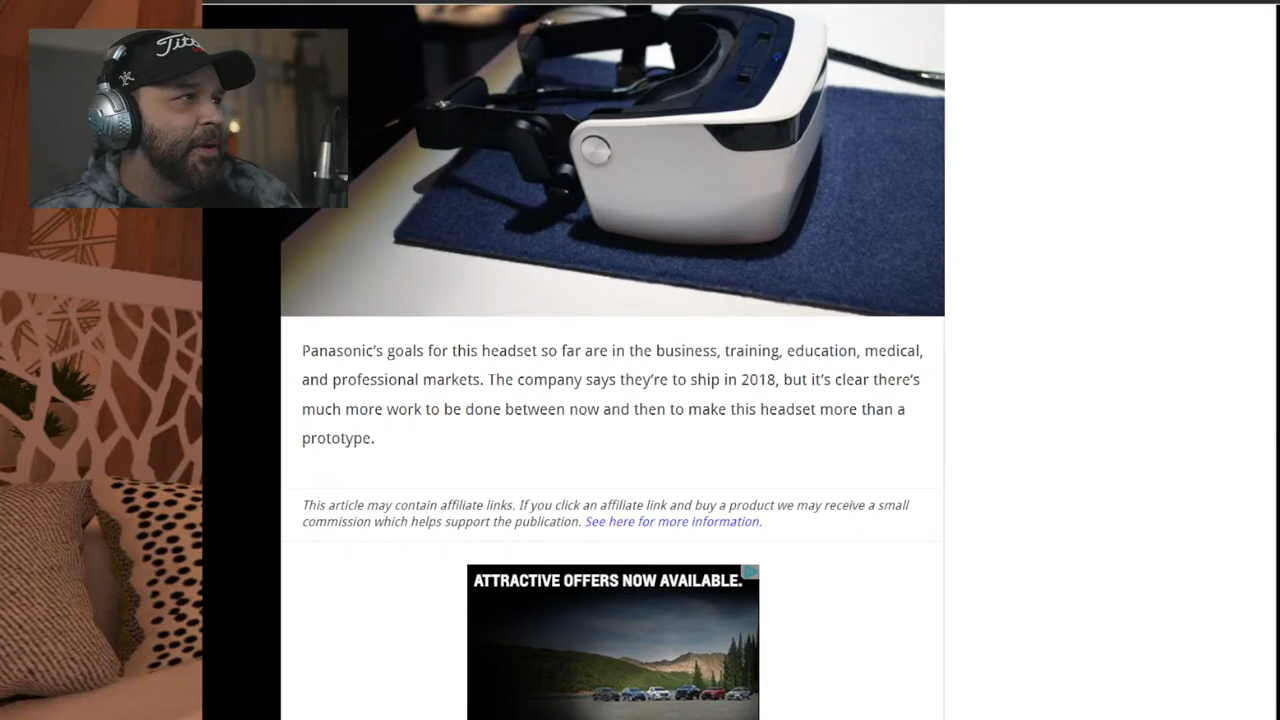 Panasonic’s goals for this headset so far are in the business, training, education, medical,
and professional markets. The company says they’re to ship in 2018, but it’s clear there’s
much more work to be done between now and then to make this headset more than a
prototype.
This article may contain affiliate links. If you click an affiliate link and buy a product we may receive a small
commission which helps support the publication. See here for more information.
ATTRACTIVE OFFERS NOW AVAILABLE.